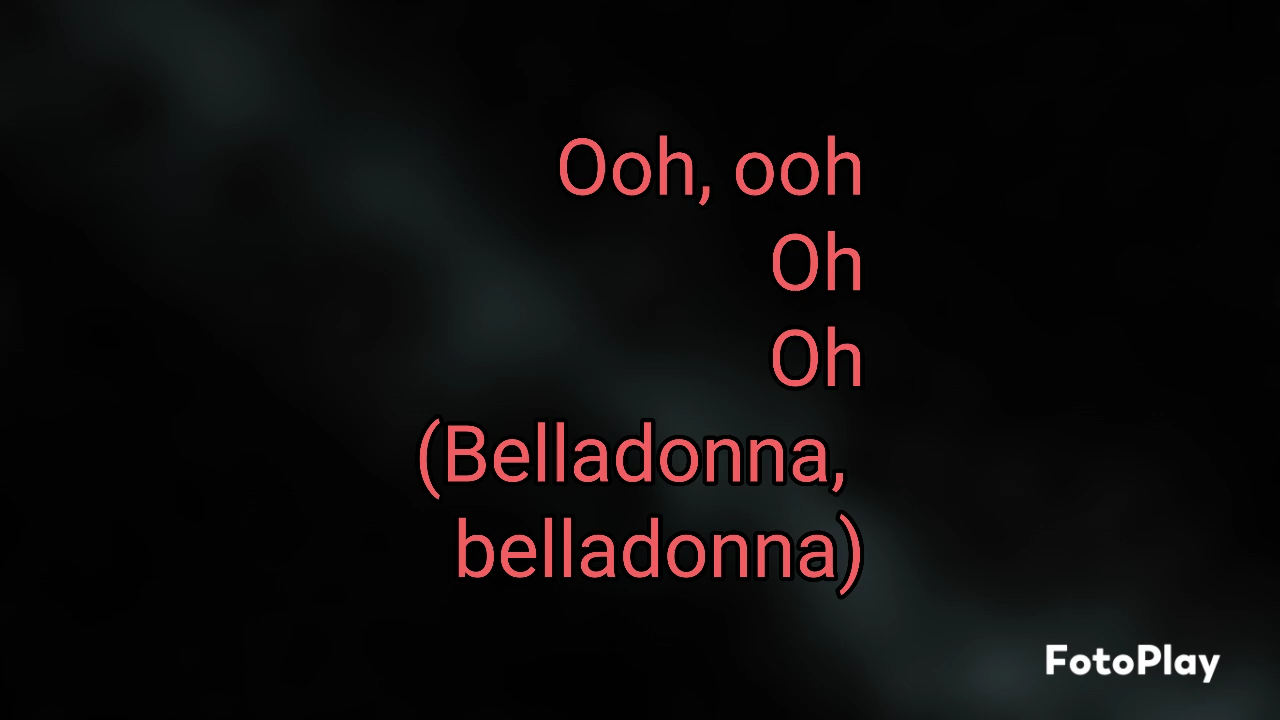 Ooh, ooh
Oh
Oh
(Belladonna,
belladonna)
FotoPlay